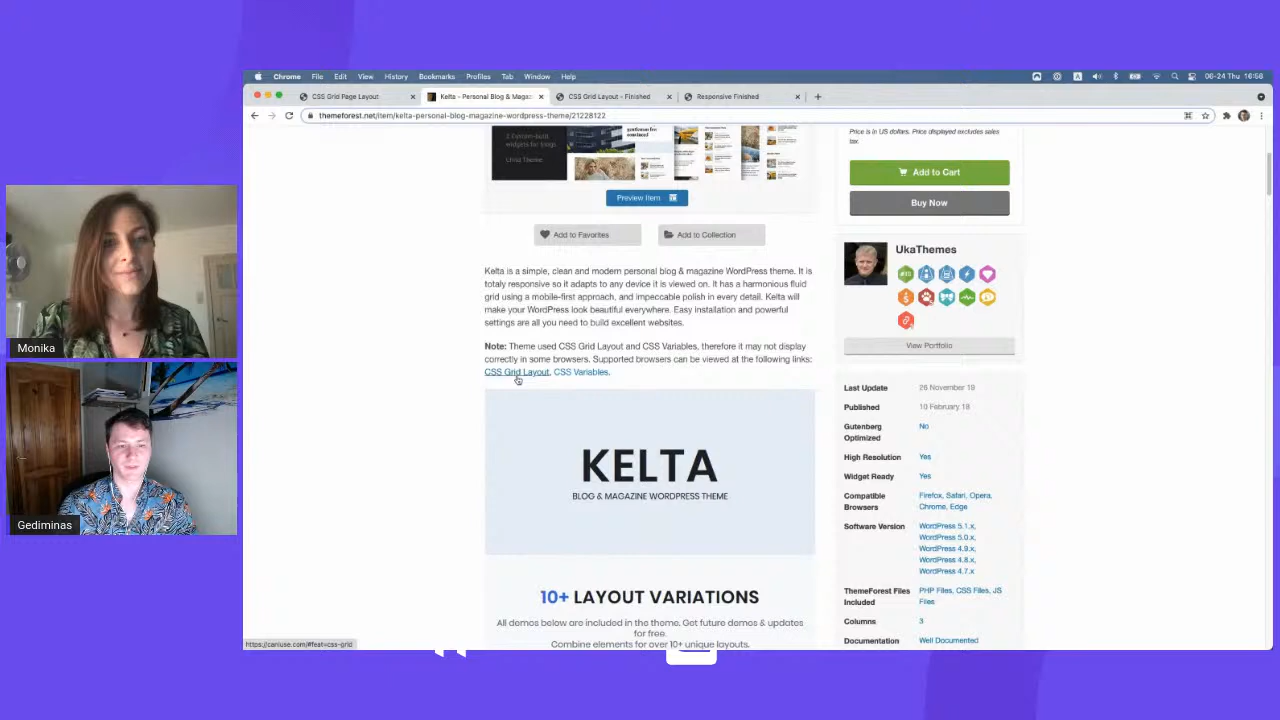 Chrome File Edit View History Bookmarks Profiles Tab Window Help
06-24 Thu 16:56
CSS Grid Page Layout
Kelta - Personal Blog & Magaz
CSS Grid Layout - Finished
Responsive Finished
themeforest.net/item/kelta-personal-blog-magazine-wordpress-theme/21228122
2 Custom-built
widgets for blogs
Preview Item
Add to Favorites
Add to Collection
Kelta is a simple, clean and modern personal blog & magazine WordPress theme. It is
totaly responsive so it adapts to any device it is viewed on. It has a harmonious fluid
grid using a mobile-first approach, and impeccable polish in every detail. Kelta will
make your WordPress look beautiful everywhere. Easy installation and powerful
settings are all you need to build excellent websites.
Note: Theme used CSS Grid Layout and CSS Variables, therefore it may not display
correctly in some browsers. Supported browsers can be viewed at the following links:
CSS Grid Layout, CSS Variables.
KELTA
BLOG & MAGAZINE WORDPRESS THEME
10+ LAYOUT VARIATIONS
All demos below are included in the theme. Get future demos & updates
for free.
Combine elements for over 10+ unique layouts.
Price is in US dollars. Price displayed excludes sales
tax.
Add to Cart
Buy Now
UkaThemes
View Portfolio
Last Update 26 November 19
Published 10 February 18
Gutenberg
Optimized
No
High Resolution Yes
Widget Ready Yes
Compatible
Browsers
Firefox, Safari, Opera,
Chrome, Edge
Software Version
WordPress 5.1.x,
WordPress 5.0.x,
WordPress 4.9.x,
WordPress 4.8.x,
WordPress 4.7.x
ThemeForest Files
Included
PHP Files, CSS Files, JS
Files
Columns 3
Documentation Well Documented
https://caniuse.com/#feat=css-grid
Monika
Gediminas